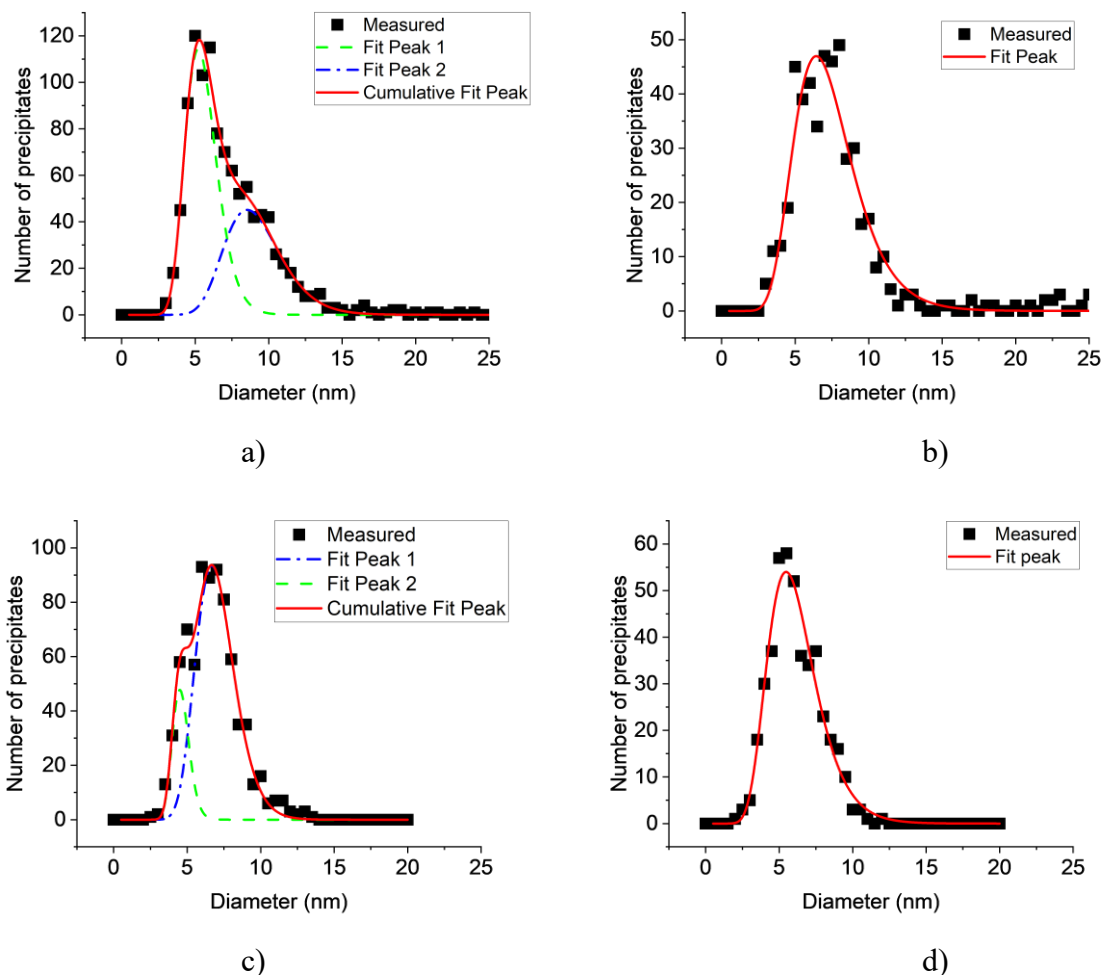 Measured
Fit Peak 1
Fit Peak 2
Cumulative Fit Peak
120
100
80
60
40
20
0
Number of precipitates
0 5 10 15 20 25
Diameter (nm)
a)
Measured
Fit Peak
50
40
30
20
10
0
Number of precipitates
0 5 10 15 20 25
Diameter (nm)
b)
Measured
Fit Peak 1
Fit Peak 2
Cumulative Fit Peak
100
80
60
40
20
0
Number of precipitates
0 5 10 15 20 25
Diameter (nm)
c)
Measured
Fit peak
60
50
40
30
20
10
0
Number of precipitates
0 5 10 15 20 25
Diameter (nm)
d)